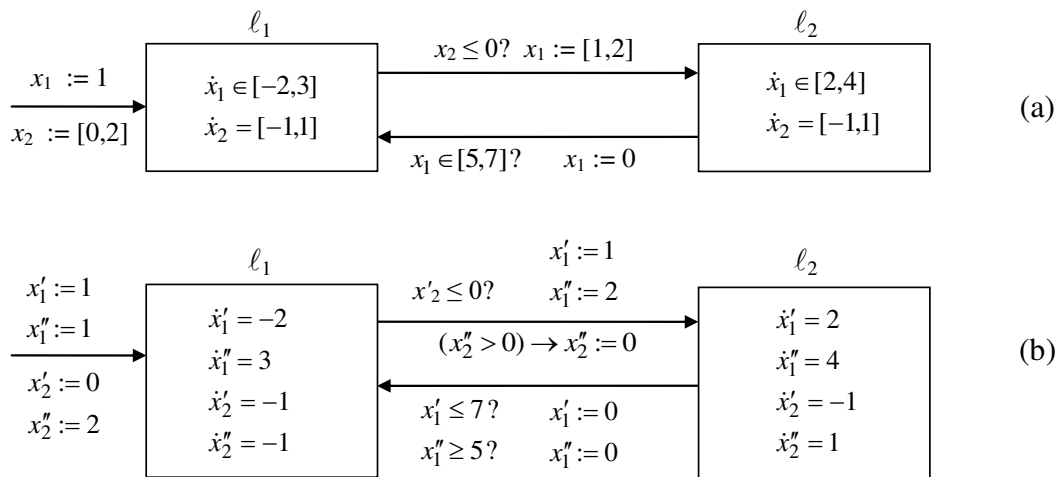 ℓ₁
ℓ₂
x₁ := 1
x₂ := [0,2]
ẋ₁ ∈ [−2,3]
ẋ₂ = [−1,1]
x₂ ≤ 0? x₁ := [1,2]
x₁ ∈ [5,7]? x₁ := 0
ẋ₁ ∈ [2,4]
ẋ₂ = [−1,1]
(a)
ℓ₁
ℓ₂
x′₁ := 1
x″₁ := 1
x′₂ := 0
x″₂ := 2
ẋ′₁ = −2
ẋ″₁ = 3
ẋ′₂ = −1
ẋ″₂ = −1
x′₁ := 1
x'₂ ≤ 0? x″₁ := 2
(x″₂ > 0) → x″₂ := 0
x′₁ ≤ 7? x′₁ := 0
x″₁ ≥ 5? x″₁ := 0
ẋ′₁ = 2
ẋ″₁ = 4
ẋ′₂ = −1
ẋ″₂ = 1
(b)